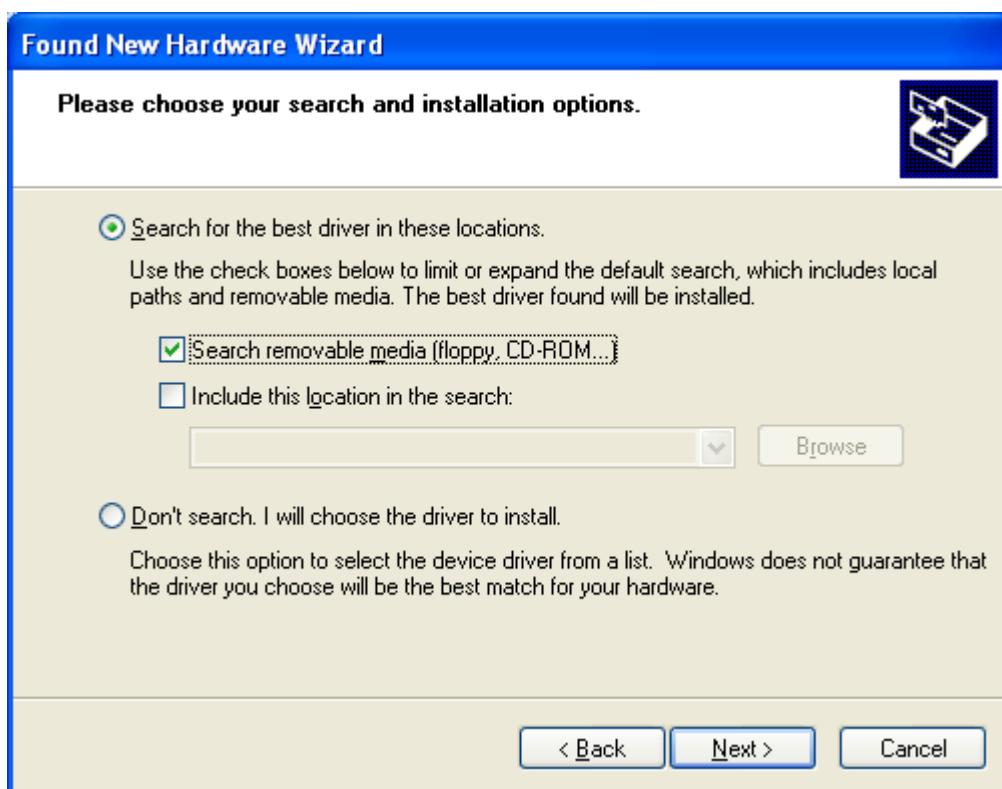 Found New Hardware Wizard
Please choose your search and installation options.
Search for the best driver in these locations.
Use the check boxes below to limit or expand the default search, which includes local
paths and removable media. The best driver found will be installed.
Search removable media (floppy, CD-ROM...)
Include this location in the search:
Browse
Don't search. I will choose the driver to install.
Choose this option to select the device driver from a list.  Windows does not guarantee that
the driver you choose will be the best match for your hardware.
< Back Next > Cancel